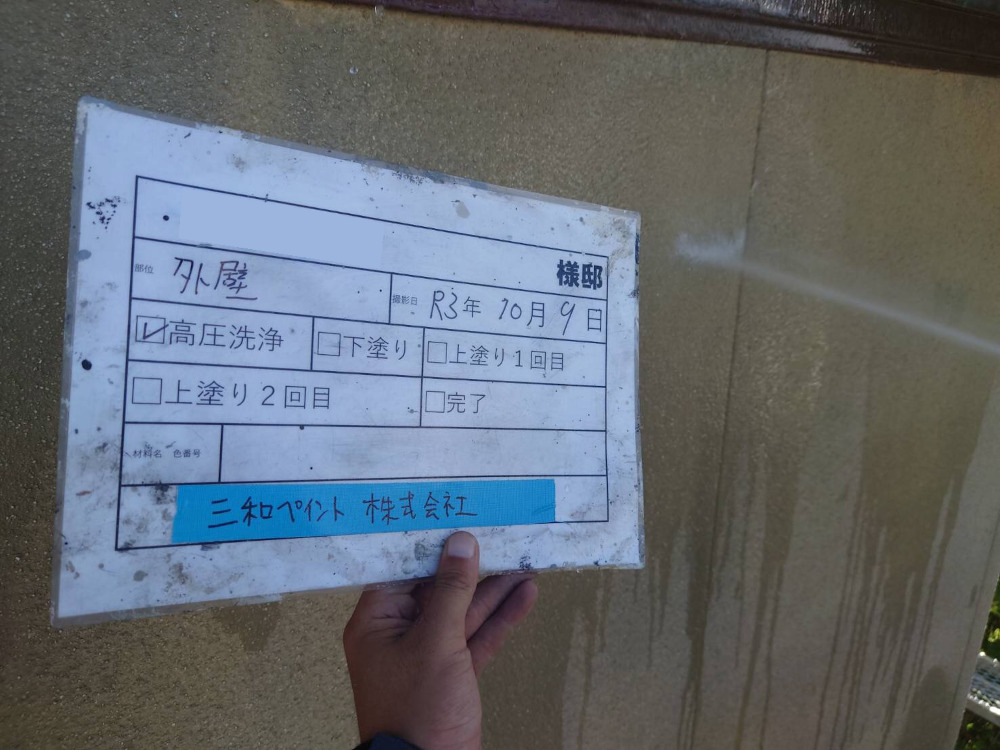 様邸
部位 外壁 撮影日 R3年 10月 9日
☑高圧洗浄 □下塗り □上塗り1回目
□上塗り2回目 □完了
材料名 色番号
三和ペイント 株式会社